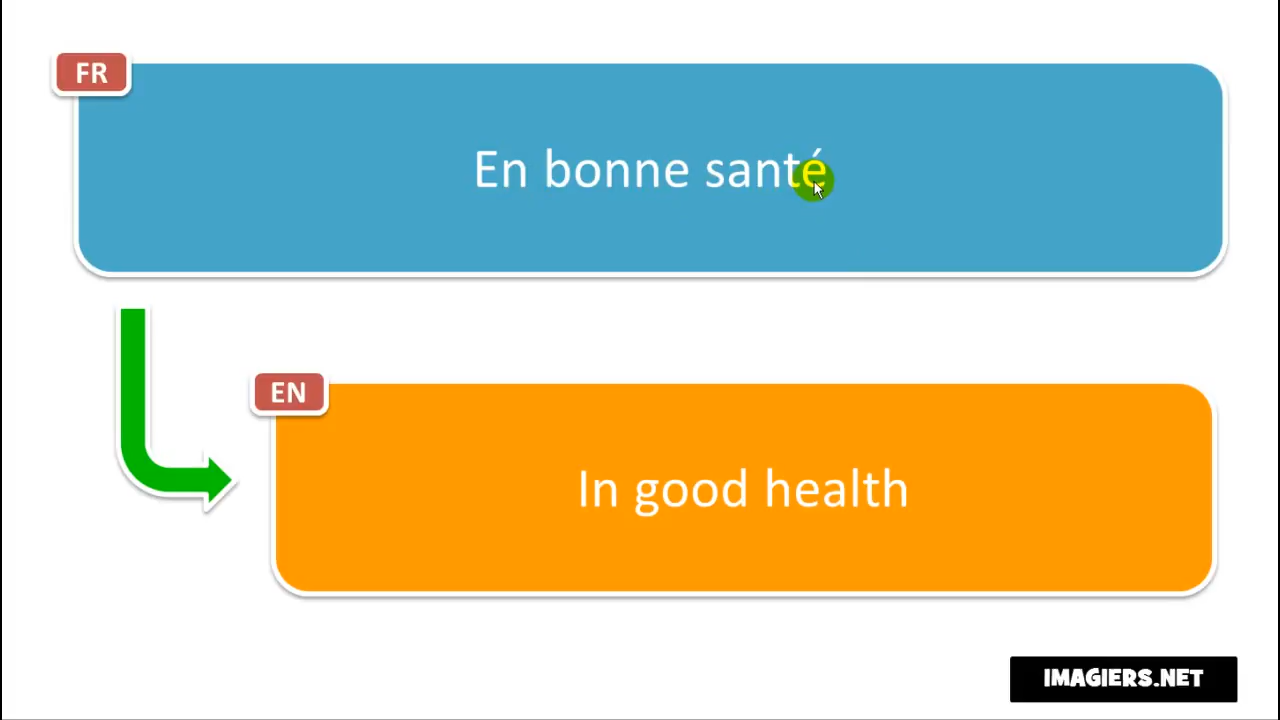 FR
En bonne santé
EN
In good health
IMAGIERS.NET